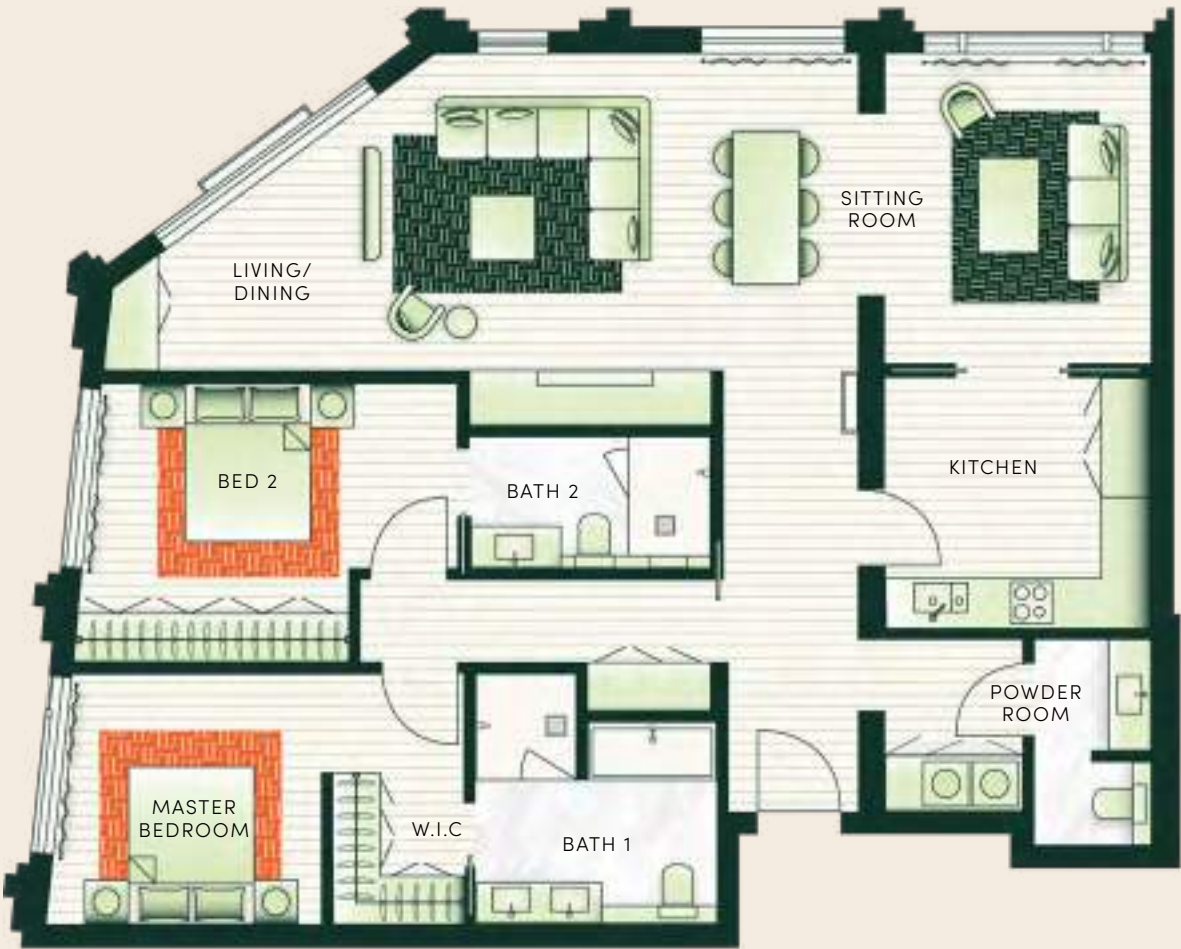 SITTING
ROOM
LIVING/
DINING
KITCHEN
BED 2
BATH 2
POWDER
ROOM
MASTER
BEDROOM
W.I.C
BATH 1